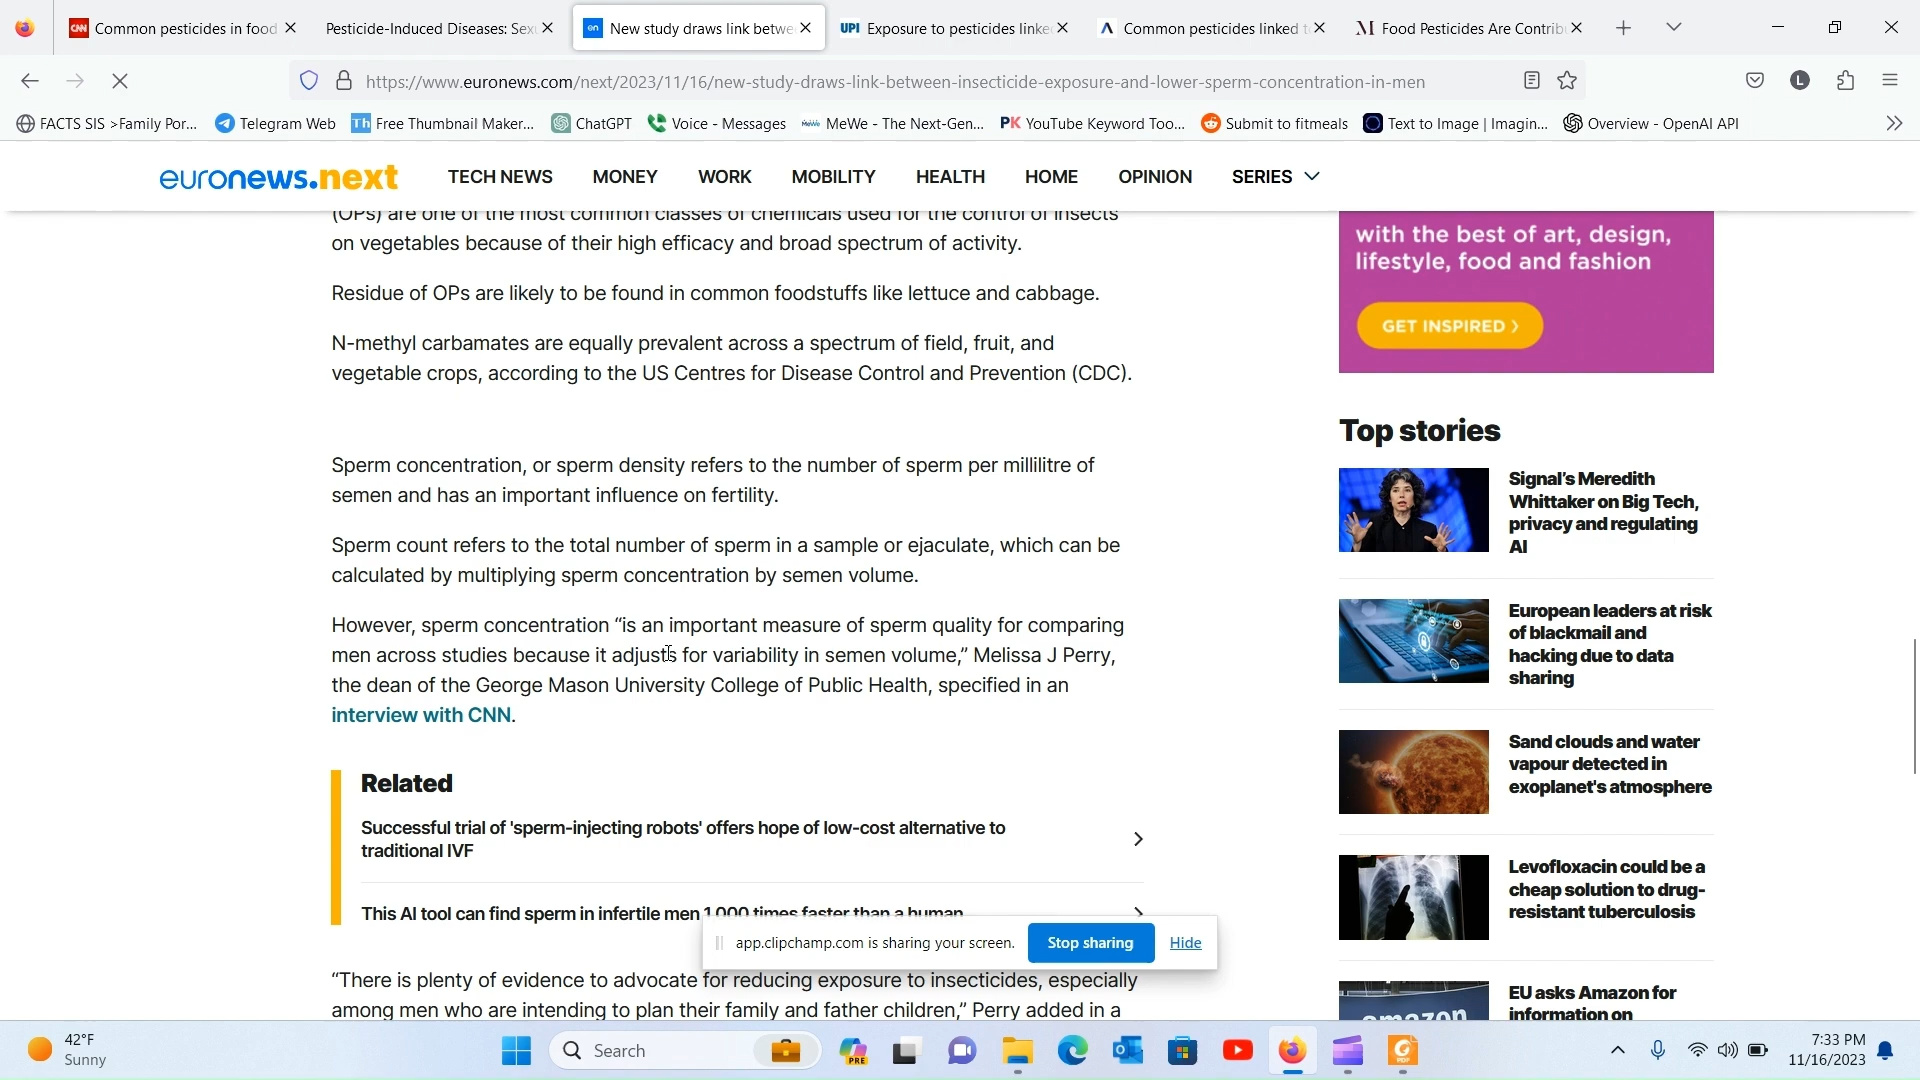 CNN Common pesticides in food
Pesticide-Induced Diseases: Sex
en New study draws link betwe
UPI Exposure to pesticides linke
Common pesticides linked t
M Food Pesticides Are Contrib
https://www.euronews.com/next/2023/11/16/new-study-draws-link-between-insecticide-exposure-and-lower-sperm-concentration-in-men
L
FACTS SIS >Family Por...
Telegram Web
Th Free Thumbnail Maker...
ChatGPT
Voice - Messages
MeWe - The Next-Gen...
PK YouTube Keyword Too...
Submit to fitmeals
Text to Image | Imagin...
Overview - OpenAI API
euronews.next
TECH NEWS
MONEY
WORK
MOBILITY
HEALTH
HOME
OPINION
SERIES
(OPs) are one of the most common classes of chemicals used for the control of insects
on vegetables because of their high efficacy and broad spectrum of activity.
Residue of OPs are likely to be found in common foodstuffs like lettuce and cabbage.
N-methyl carbamates are equally prevalent across a spectrum of field, fruit, and
vegetable crops, according to the US Centres for Disease Control and Prevention (CDC).
Sperm concentration, or sperm density refers to the number of sperm per millilitre of
semen and has an important influence on fertility.
Sperm count refers to the total number of sperm in a sample or ejaculate, which can be
calculated by multiplying sperm concentration by semen volume.
However, sperm concentration “is an important measure of sperm quality for comparing
men across studies because it adjusts for variability in semen volume,” Melissa J Perry,
the dean of the George Mason University College of Public Health, specified in an
interview with CNN.
Related
Successful trial of 'sperm-injecting robots' offers hope of low-cost alternative to
traditional IVF
This AI tool can find sperm in infertile men 1,000 times faster than a human
“There is plenty of evidence to advocate for reducing exposure to insecticides, especially
among men who are intending to plan their family and father children,” Perry added in a
with the best of art, design,
lifestyle, food and fashion
GET INSPIRED >
Top stories
Signal’s Meredith
Whittaker on Big Tech,
privacy and regulating
AI
European leaders at risk
of blackmail and
hacking due to data
sharing
Sand clouds and water
vapour detected in
exoplanet's atmosphere
Levofloxacin could be a
cheap solution to drug-
resistant tuberculosis
amazon
EU asks Amazon for
information on
app.clipchamp.com is sharing your screen.
Stop sharing
Hide
42°F
Sunny
Search
PRE
PDF
7:33 PM
11/16/2023